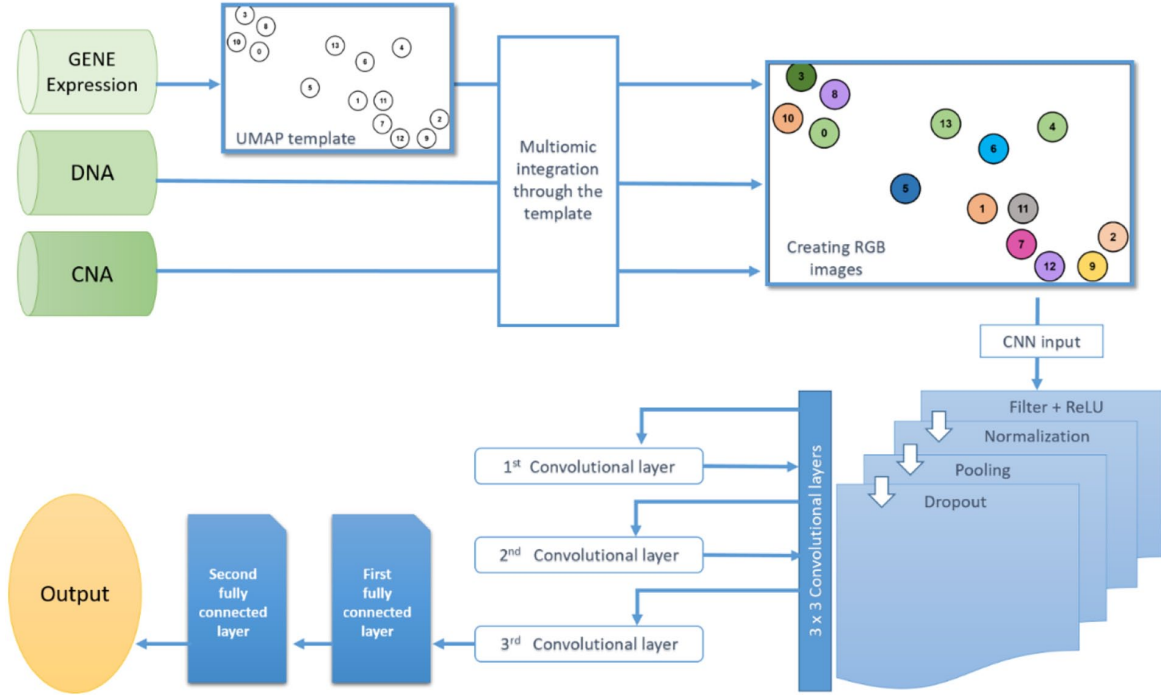 GENE
Expression
3
8
10
0
13
4
6
5
1
11
7
2
12
9
UMAP template
DNA
CNA
Multiomic
integration
through the
template
3
8
10
0
13
4
6
5
1
11
7
2
12
9
Creating RGB
images
CNN input
Filter + ReLU
Normalization
Pooling
Dropout
3 x 3 Convolutional layers
1st Convolutional layer
2nd Convolutional layer
3rd Convolutional layer
First
fully
connected
layer
Second
fully
connected
layer
Output